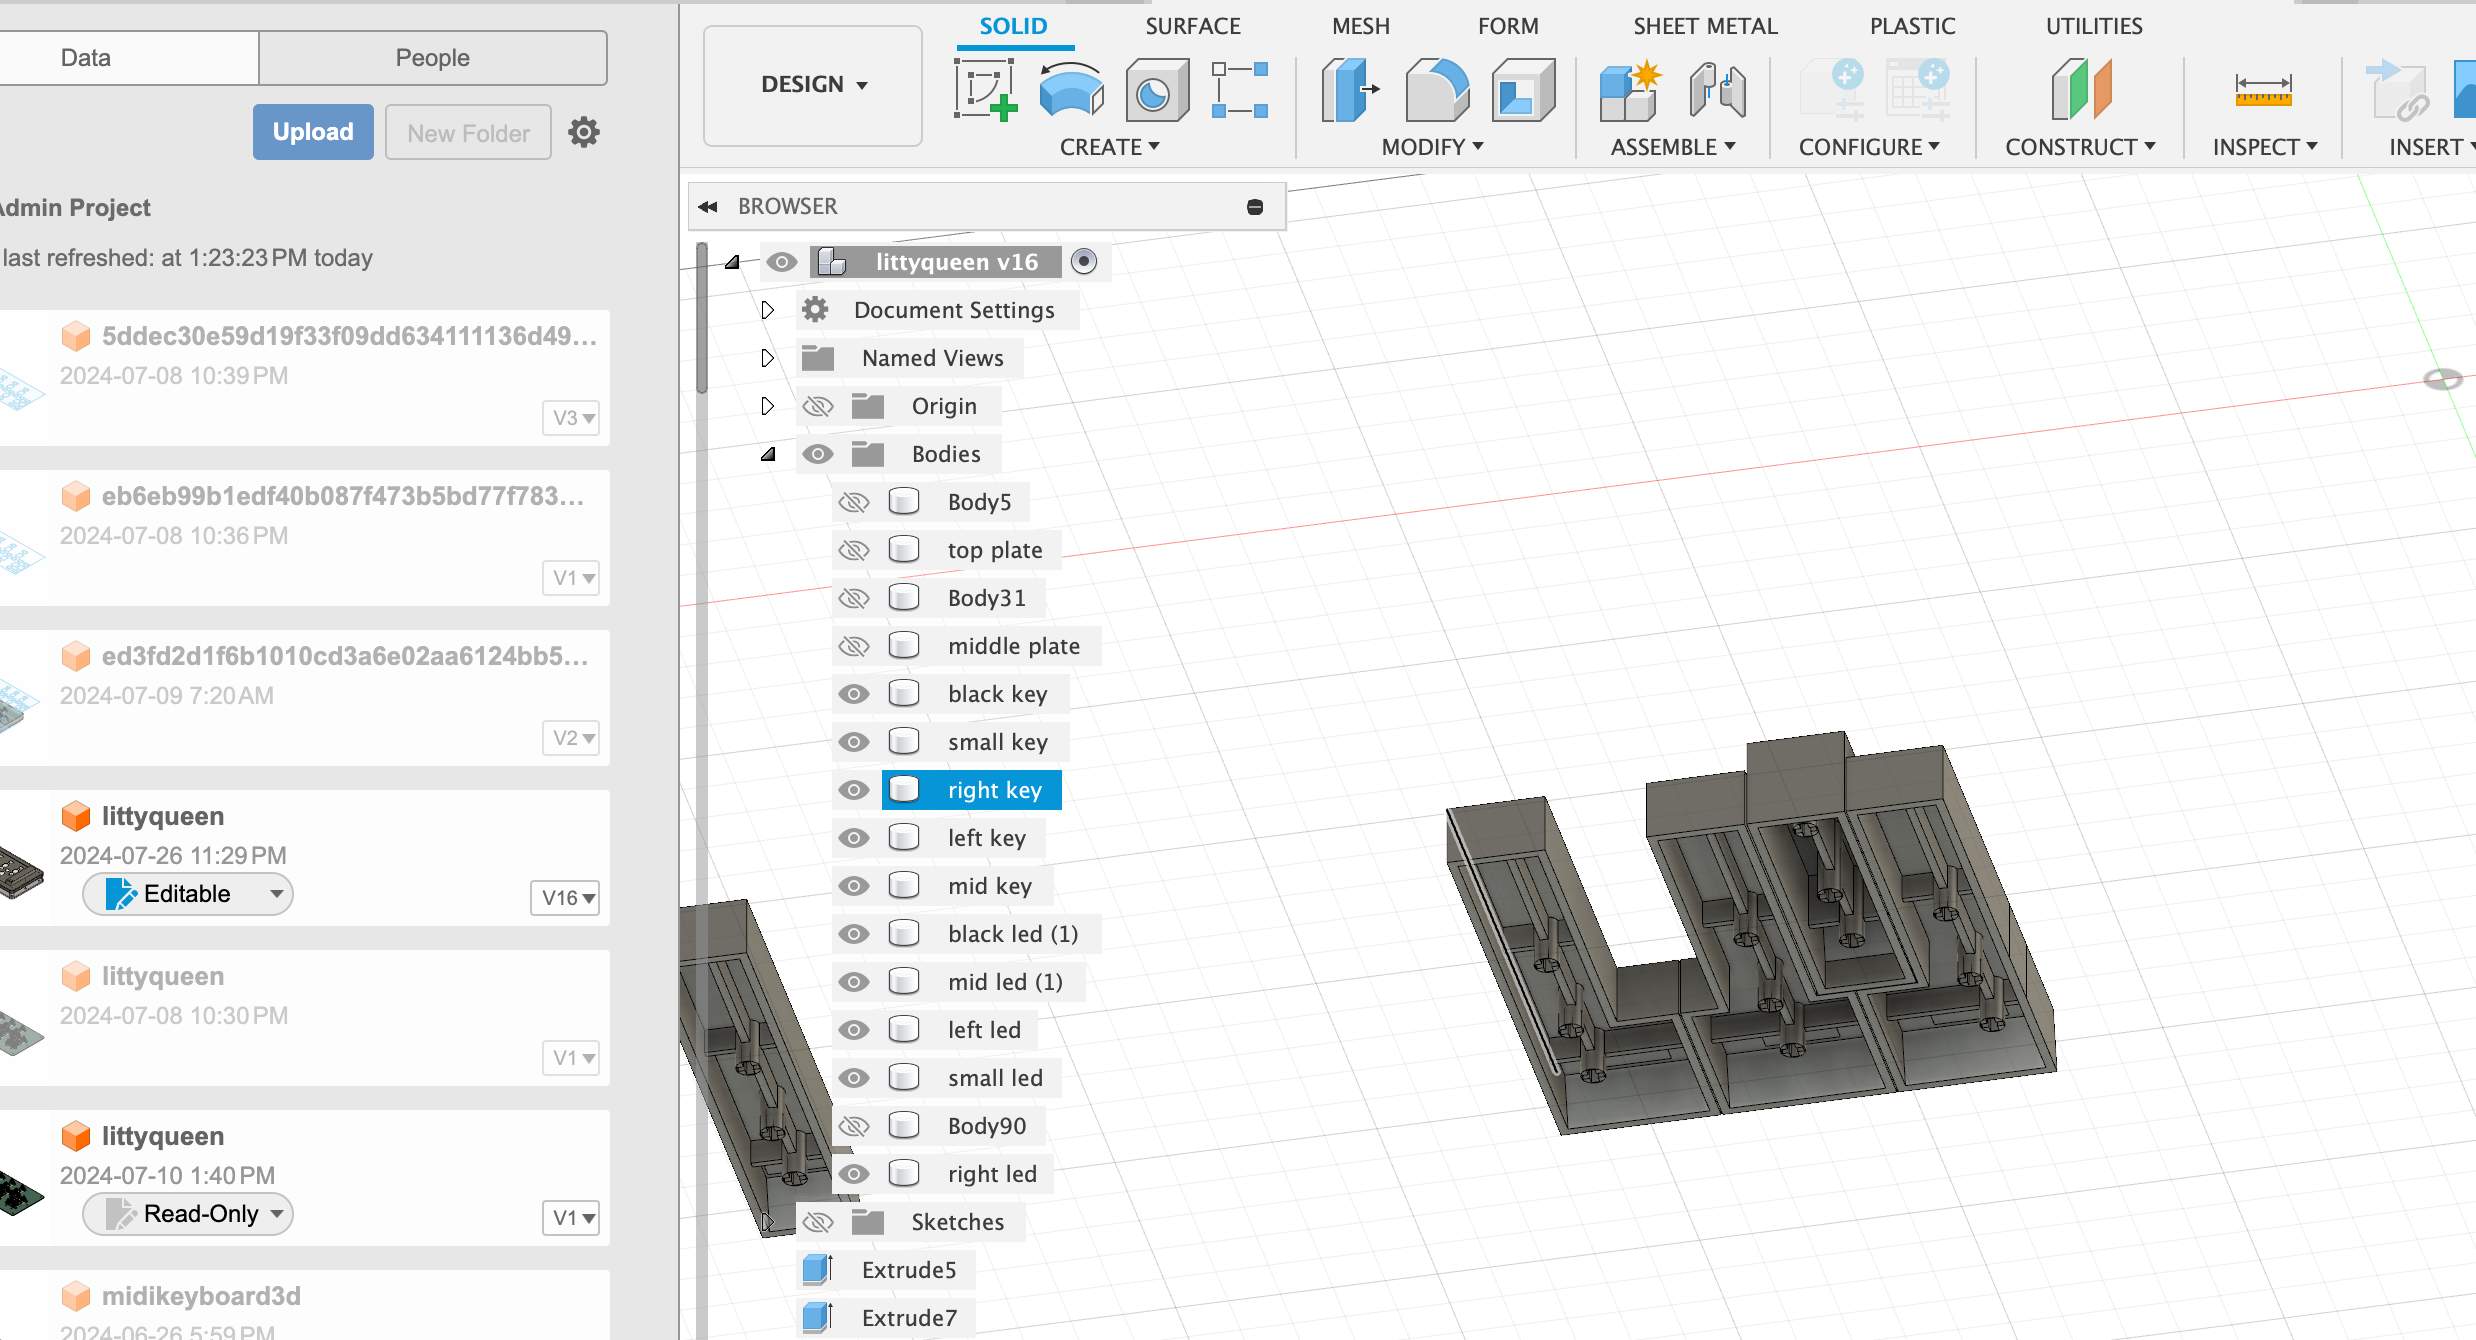 Data
People
Upload
New Folder
Admin Project
last refreshed: at 1:23:23 PM today
5ddec30e59d19f33f09dd634111136d49...
2024-07-08 10:39 PM
V3
eb6eb99b1edf40b087f473b5bd77f783...
2024-07-08 10:36 PM
V1
ed3fd2d1f6b1010cd3a6e02aa6124bb5...
2024-07-09 7:20 AM
V2
littyqueen
2024-07-26 11:29 PM
Editable
V16
littyqueen
2024-07-08 10:30 PM
V1
littyqueen
2024-07-10 1:40 PM
Read-Only
V1
midikeyboard3d
2024-06-26 5:59 PM
DESIGN
SOLID
SURFACE
MESH
FORM
SHEET METAL
PLASTIC
UTILITIES
CREATE
MODIFY
ASSEMBLE
CONFIGURE
CONSTRUCT
INSPECT
INSERT
BROWSER
littyqueen v16
Document Settings
Named Views
Origin
Bodies
Body5
top plate
Body31
middle plate
black key
small key
right key
left key
mid key
black led (1)
mid led (1)
left led
small led
Body90
right led
Sketches
Extrude5
Extrude7